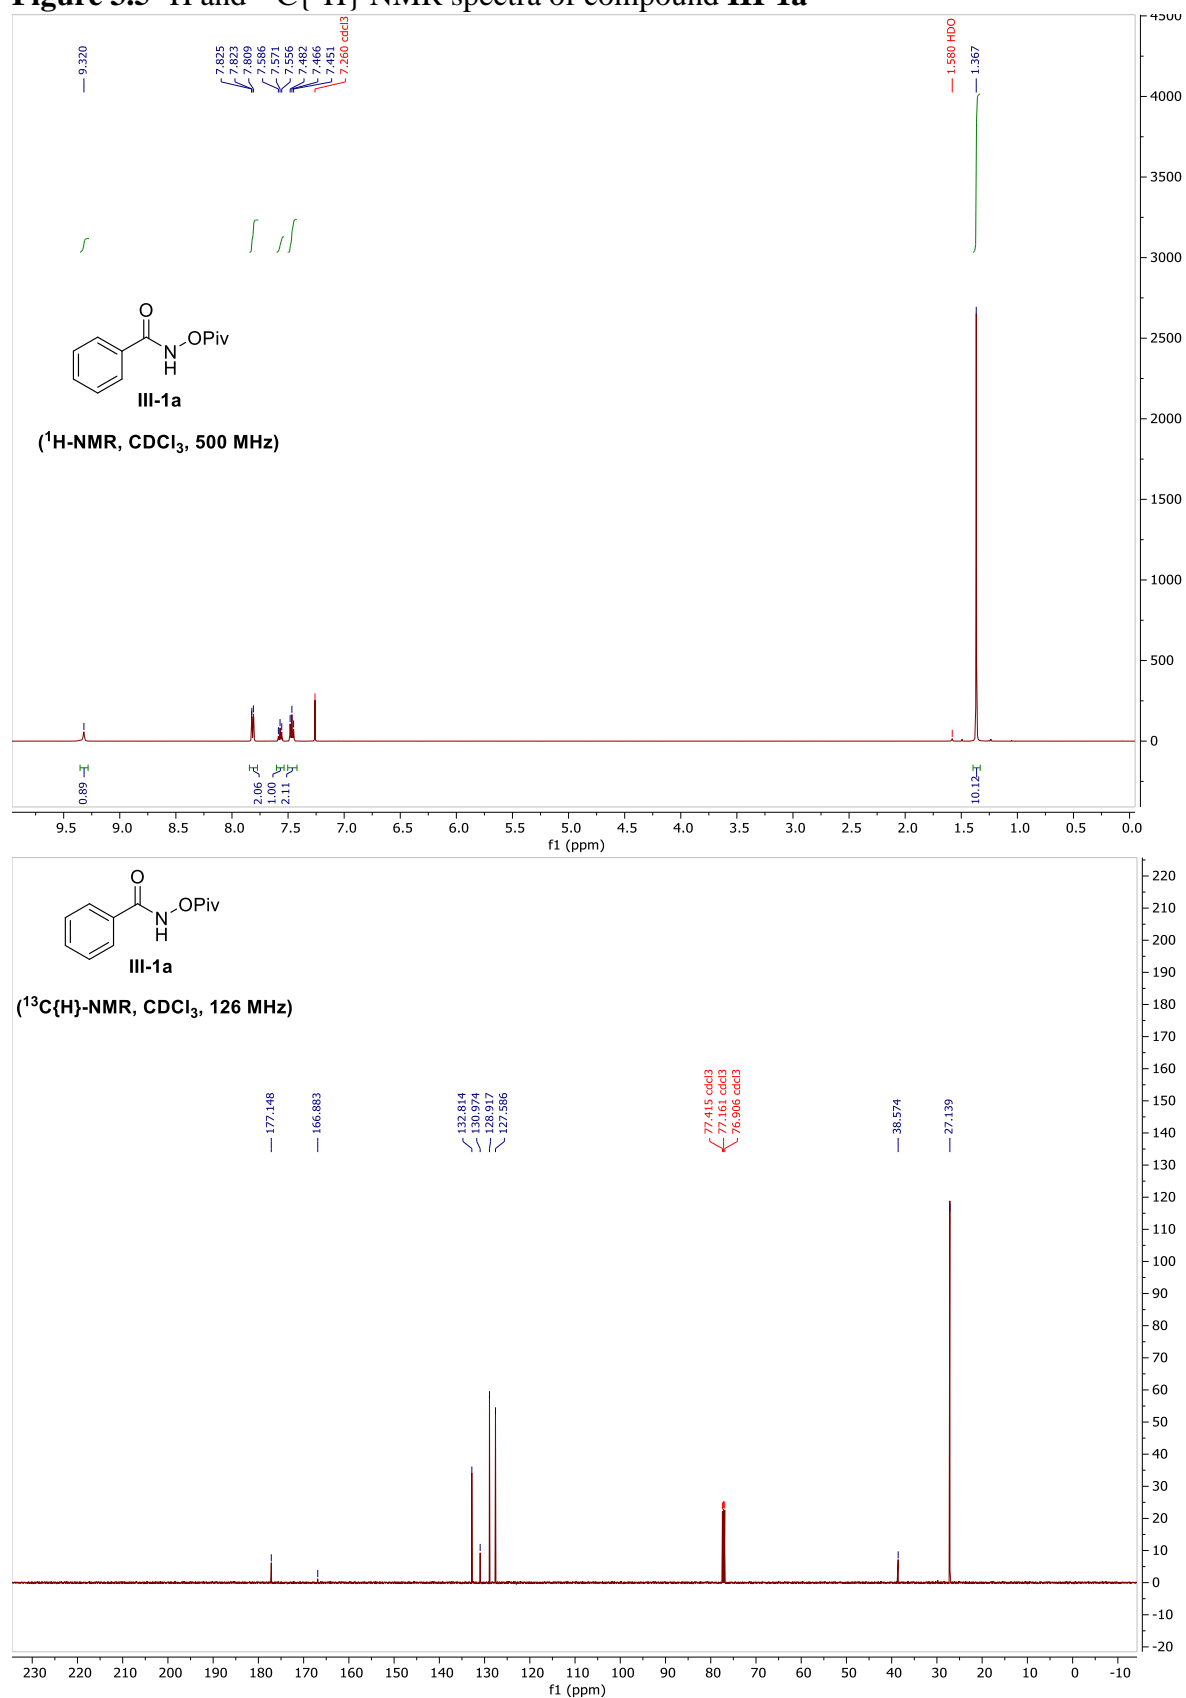 Figure 3.5 ¹H and ¹³C{¹H} NMR spectra of compound III-1a
9.320
7.825
7.823
7.809
7.586
7.571
7.556
7.482
7.466
7.451
7.260 cdcl3
1.580 HDO
1.367
4500
4000
3500
3000
2500
2000
1500
1000
500
0
O
N
H
OPiv
III-1a
(¹H-NMR, CDCl₃, 500 MHz)
0.89
2.06
1.00
2.11
10.12
9.5 9.0 8.5 8.0 7.5 7.0 6.5 6.0 5.5 5.0 4.5 4.0 3.5 3.0 2.5 2.0 1.5 1.0 0.5 0.0
f1 (ppm)
O
N
H
OPiv
III-1a
(¹³C{H}-NMR, CDCl₃, 126 MHz)
177.148
166.883
132.814
130.974
128.917
127.586
77.415 cdcl3
77.161 cdcl3
76.906 cdcl3
38.574
27.139
220
210
200
190
180
170
160
150
140
130
120
110
100
90
80
70
60
50
40
30
20
10
0
-10
-20
230 220 210 200 190 180 170 160 150 140 130 120 110 100 90 80 70 60 50 40 30 20 10 0 -10
f1 (ppm)